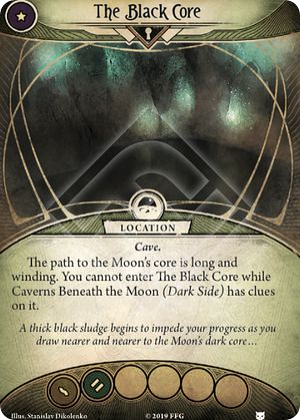 The Black Core
LOCATION
Cave.
The path to the Moon's core is long and
winding. You cannot enter The Black Core while
Caverns Beneath the Moon (Dark Side) has clues
on it.
A thick black sludge begins to impede your progress as you
draw nearer and nearer to the Moon's dark core…
Illus. Stanislav Dikolenko
© 2019 FFG